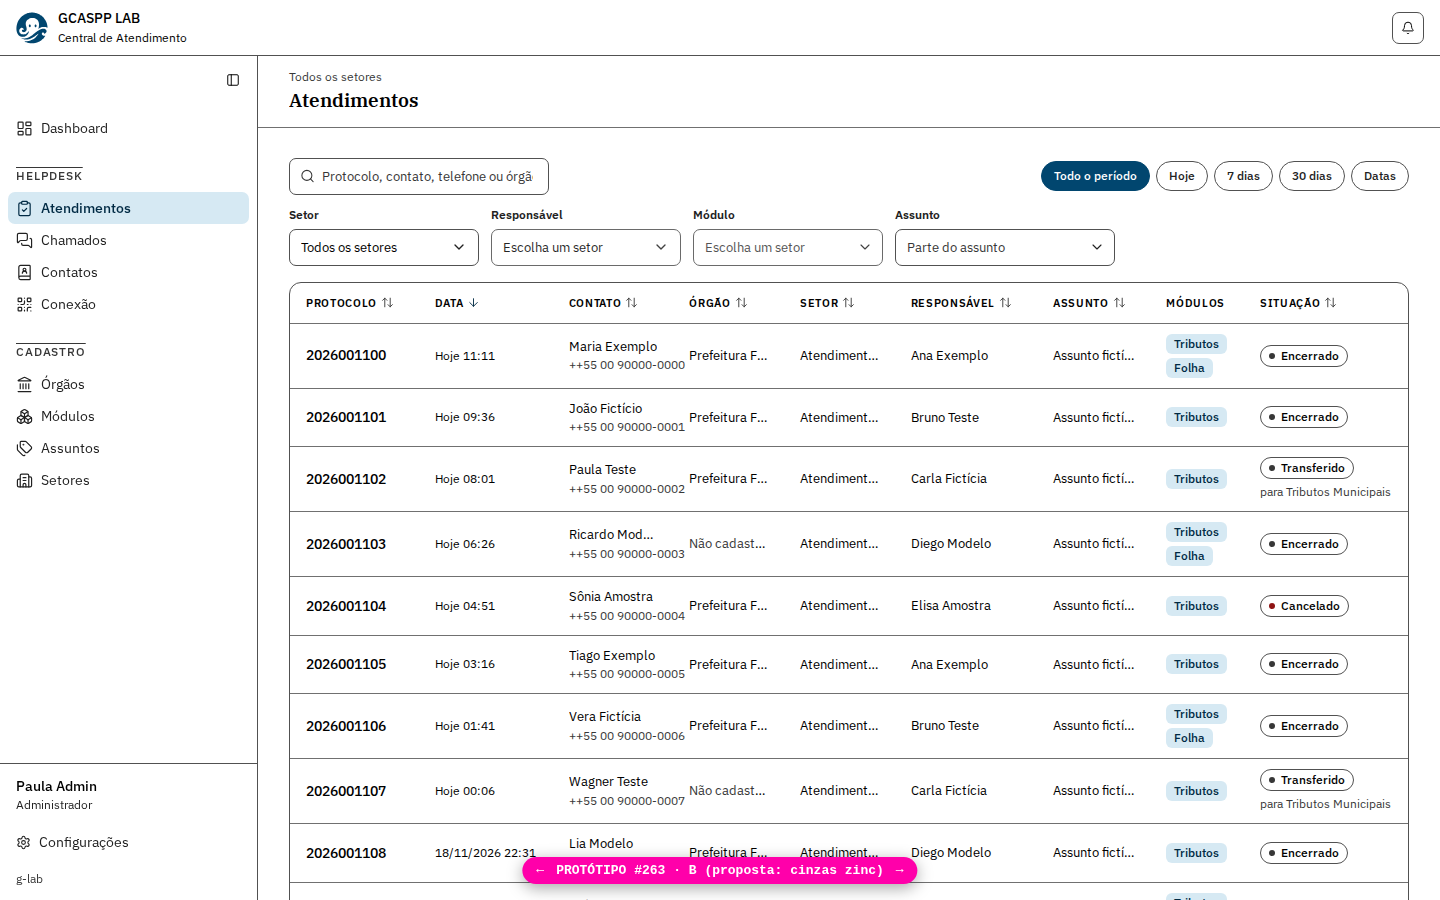 GCASPP LAB
Central de Atendimento
Dashboard
HELPDESK
Atendimentos
Chamados
Contatos
Conexão
CADASTRO
Órgãos
Módulos
Assuntos
Setores
Paula Admin
Administrador
Configurações
g-lab
Todos os setores
Atendimentos
Protocolo, contato, telefone ou órgã
Todo o período Hoje 7 dias 30 dias Datas
Setor Responsável Módulo Assunto
Todos os setores Escolha um setor Escolha um setor Parte do assunto
PROTOCOLO DATA CONTATO ÓRGÃO SETOR RESPONSÁVEL ASSUNTO MÓDULOS SITUAÇÃO
2026001100 Hoje 11:11 Maria Exemplo ++55 00 90000-0000 Prefeitura F... Atendiment... Ana Exemplo Assunto fictí... Tributos Folha Encerrado
2026001101 Hoje 09:36 João Fictício ++55 00 90000-0001 Prefeitura F... Atendiment... Bruno Teste Assunto fictí... Tributos Encerrado
2026001102 Hoje 08:01 Paula Teste ++55 00 90000-0002 Prefeitura F... Atendiment... Carla Fictícia Assunto fictí... Tributos Transferido para Tributos Municipais
2026001103 Hoje 06:26 Ricardo Mod... ++55 00 90000-0003 Não cadast... Atendiment... Diego Modelo Assunto fictí... Tributos Folha Encerrado
2026001104 Hoje 04:51 Sônia Amostra ++55 00 90000-0004 Prefeitura F... Atendiment... Elisa Amostra Assunto fictí... Tributos Cancelado
2026001105 Hoje 03:16 Tiago Exemplo ++55 00 90000-0005 Prefeitura F... Atendiment... Ana Exemplo Assunto fictí... Tributos Encerrado
2026001106 Hoje 01:41 Vera Fictícia ++55 00 90000-0006 Prefeitura F... Atendiment... Bruno Teste Assunto fictí... Tributos Folha Encerrado
2026001107 Hoje 00:06 Wagner Teste ++55 00 90000-0007 Não cadast... Atendiment... Carla Fictícia Assunto fictí... Tributos Transferido para Tributos Municipais
2026001108 18/11/2026 22:31 Lia Modelo Prefeitura F... Atendiment... Diego Modelo Assunto fictí... Tributos Encerrado
← PROTÓTIPO #263 · B (proposta: cinzas zinc) →